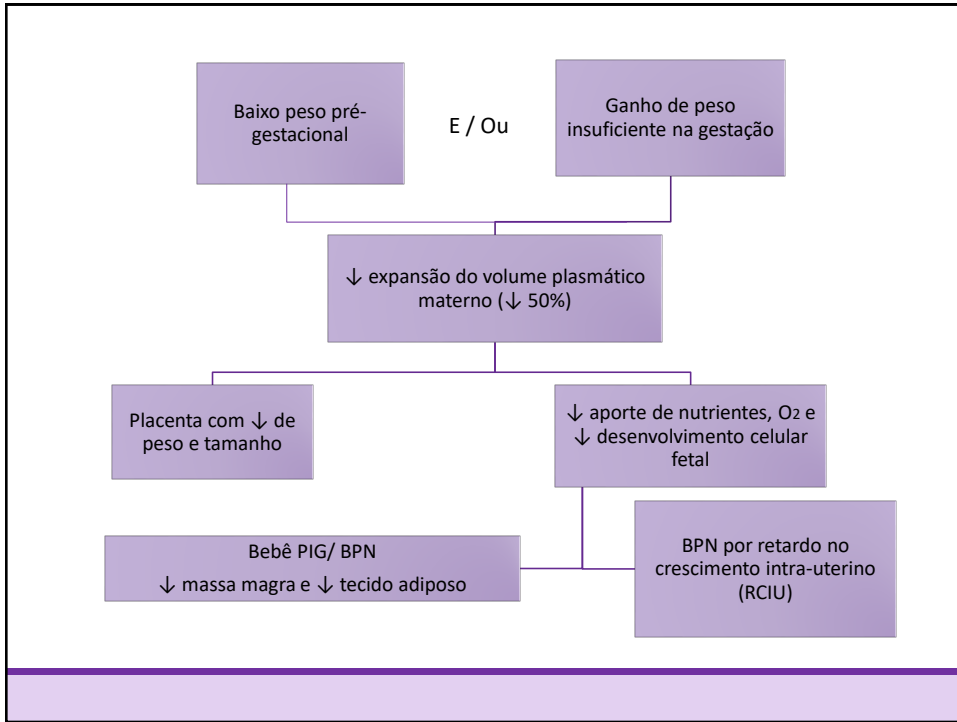 Baixo peso pré-
gestacional
E / Ou
Ganho de peso
insuficiente na gestação
↓ expansão do volume plasmático
materno (↓ 50%)
Placenta com ↓ de
peso e tamanho
↓ aporte de nutrientes, O2 e
↓ desenvolvimento celular
fetal
Bebê PIG/ BPN
↓ massa magra e ↓ tecido adiposo
BPN por retardo no
crescimento intra-uterino
(RCIU)